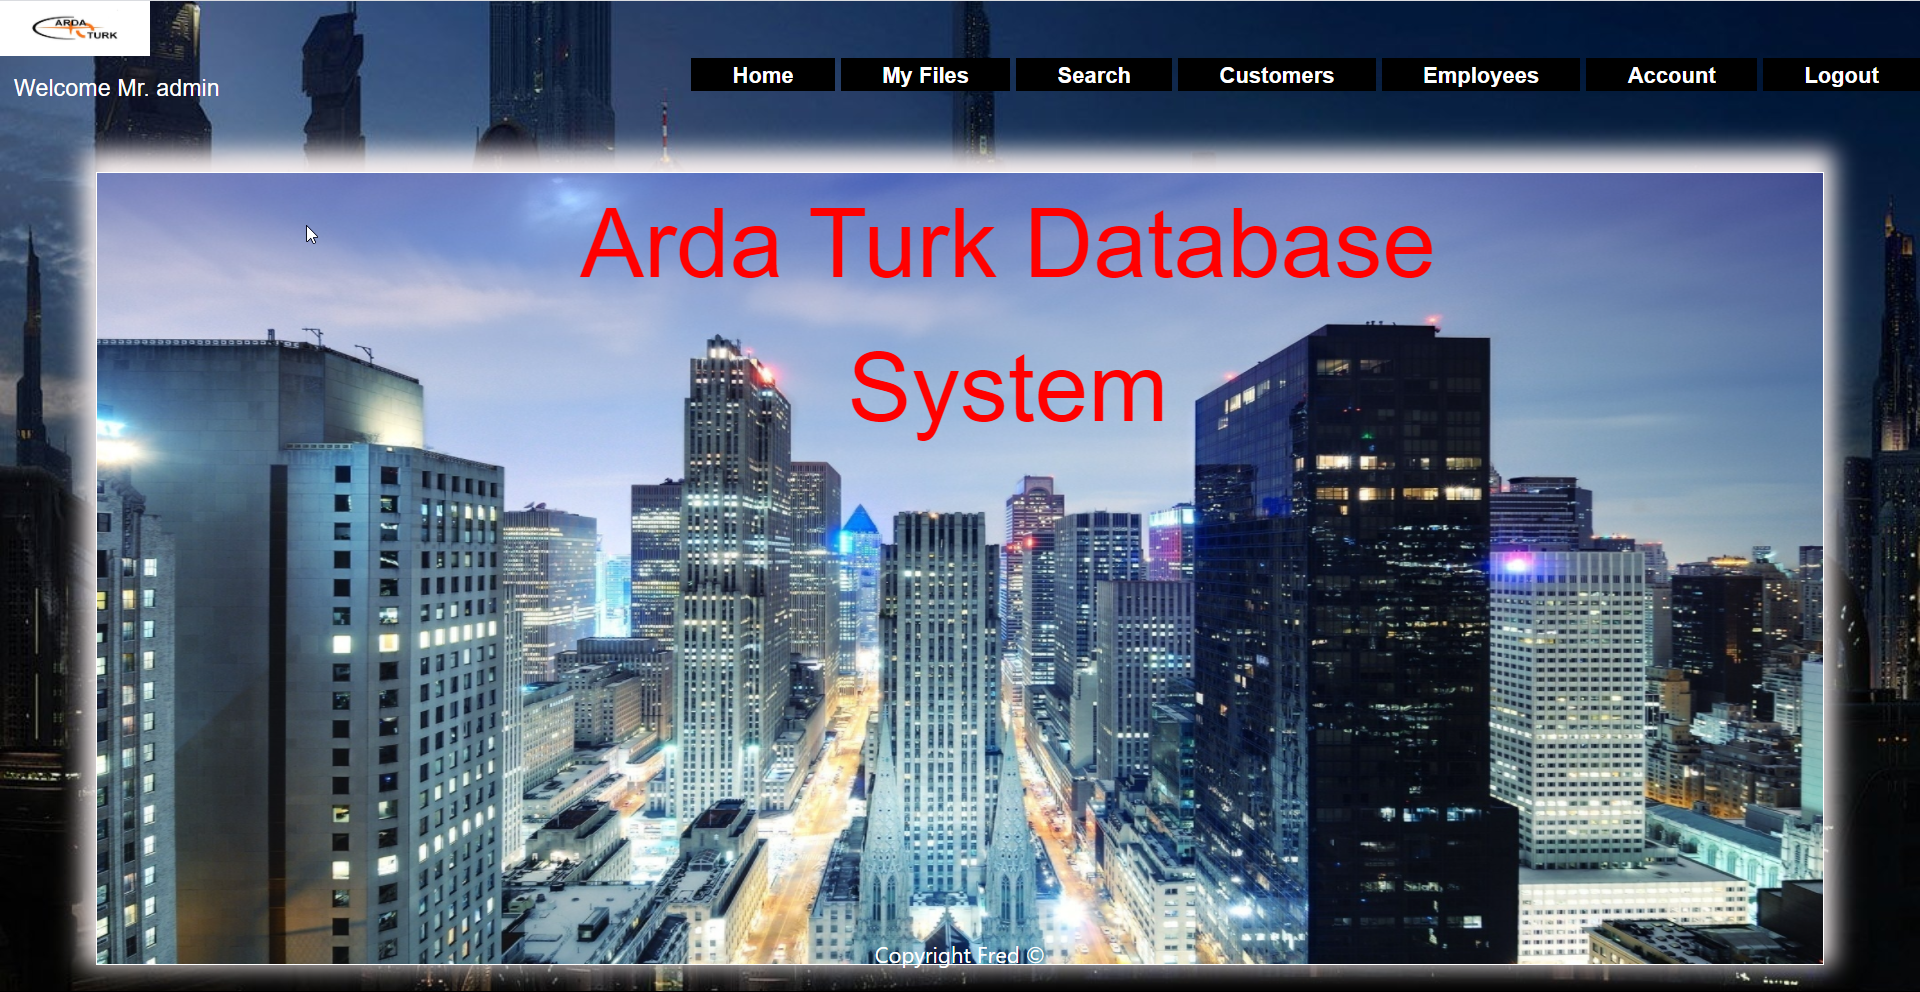 ARDA
TURK
Welcome Mr. admin
Home My Files Search Customers Employees Account Logout
Arda Turk Database
System
Copyright Fred ©